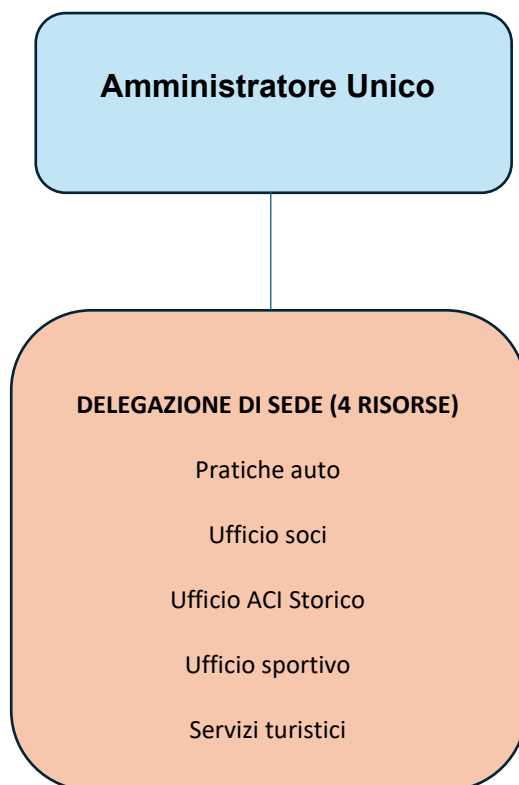 Amministratore Unico
DELEGAZIONE DI SEDE (4 RISORSE)
Pratiche auto
Ufficio soci
Ufficio ACI Storico
Ufficio sportivo
Servizi turistici